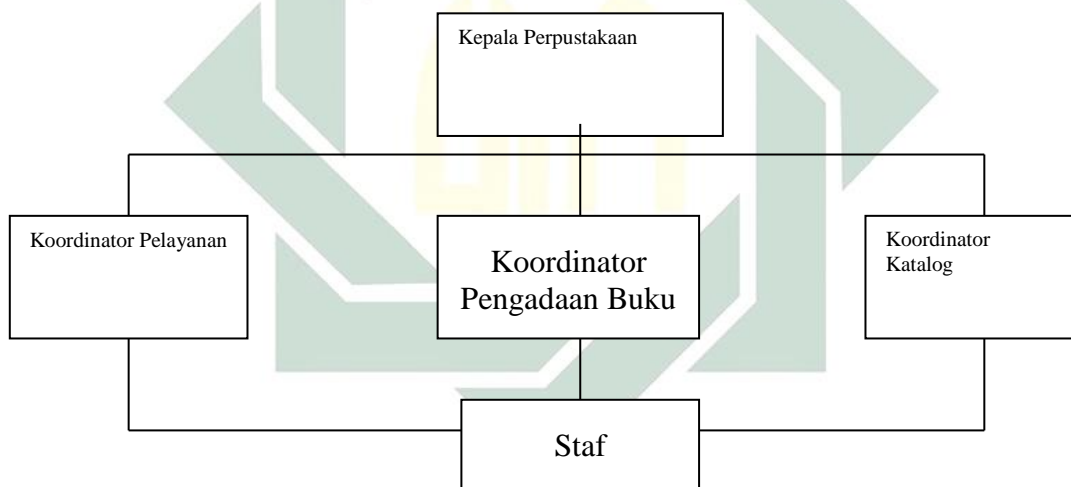 Kepala Perpustakaan
Koordinator Pelayanan
Koordinator
Pengadaan Buku
Koordinator
Katalog
Staf